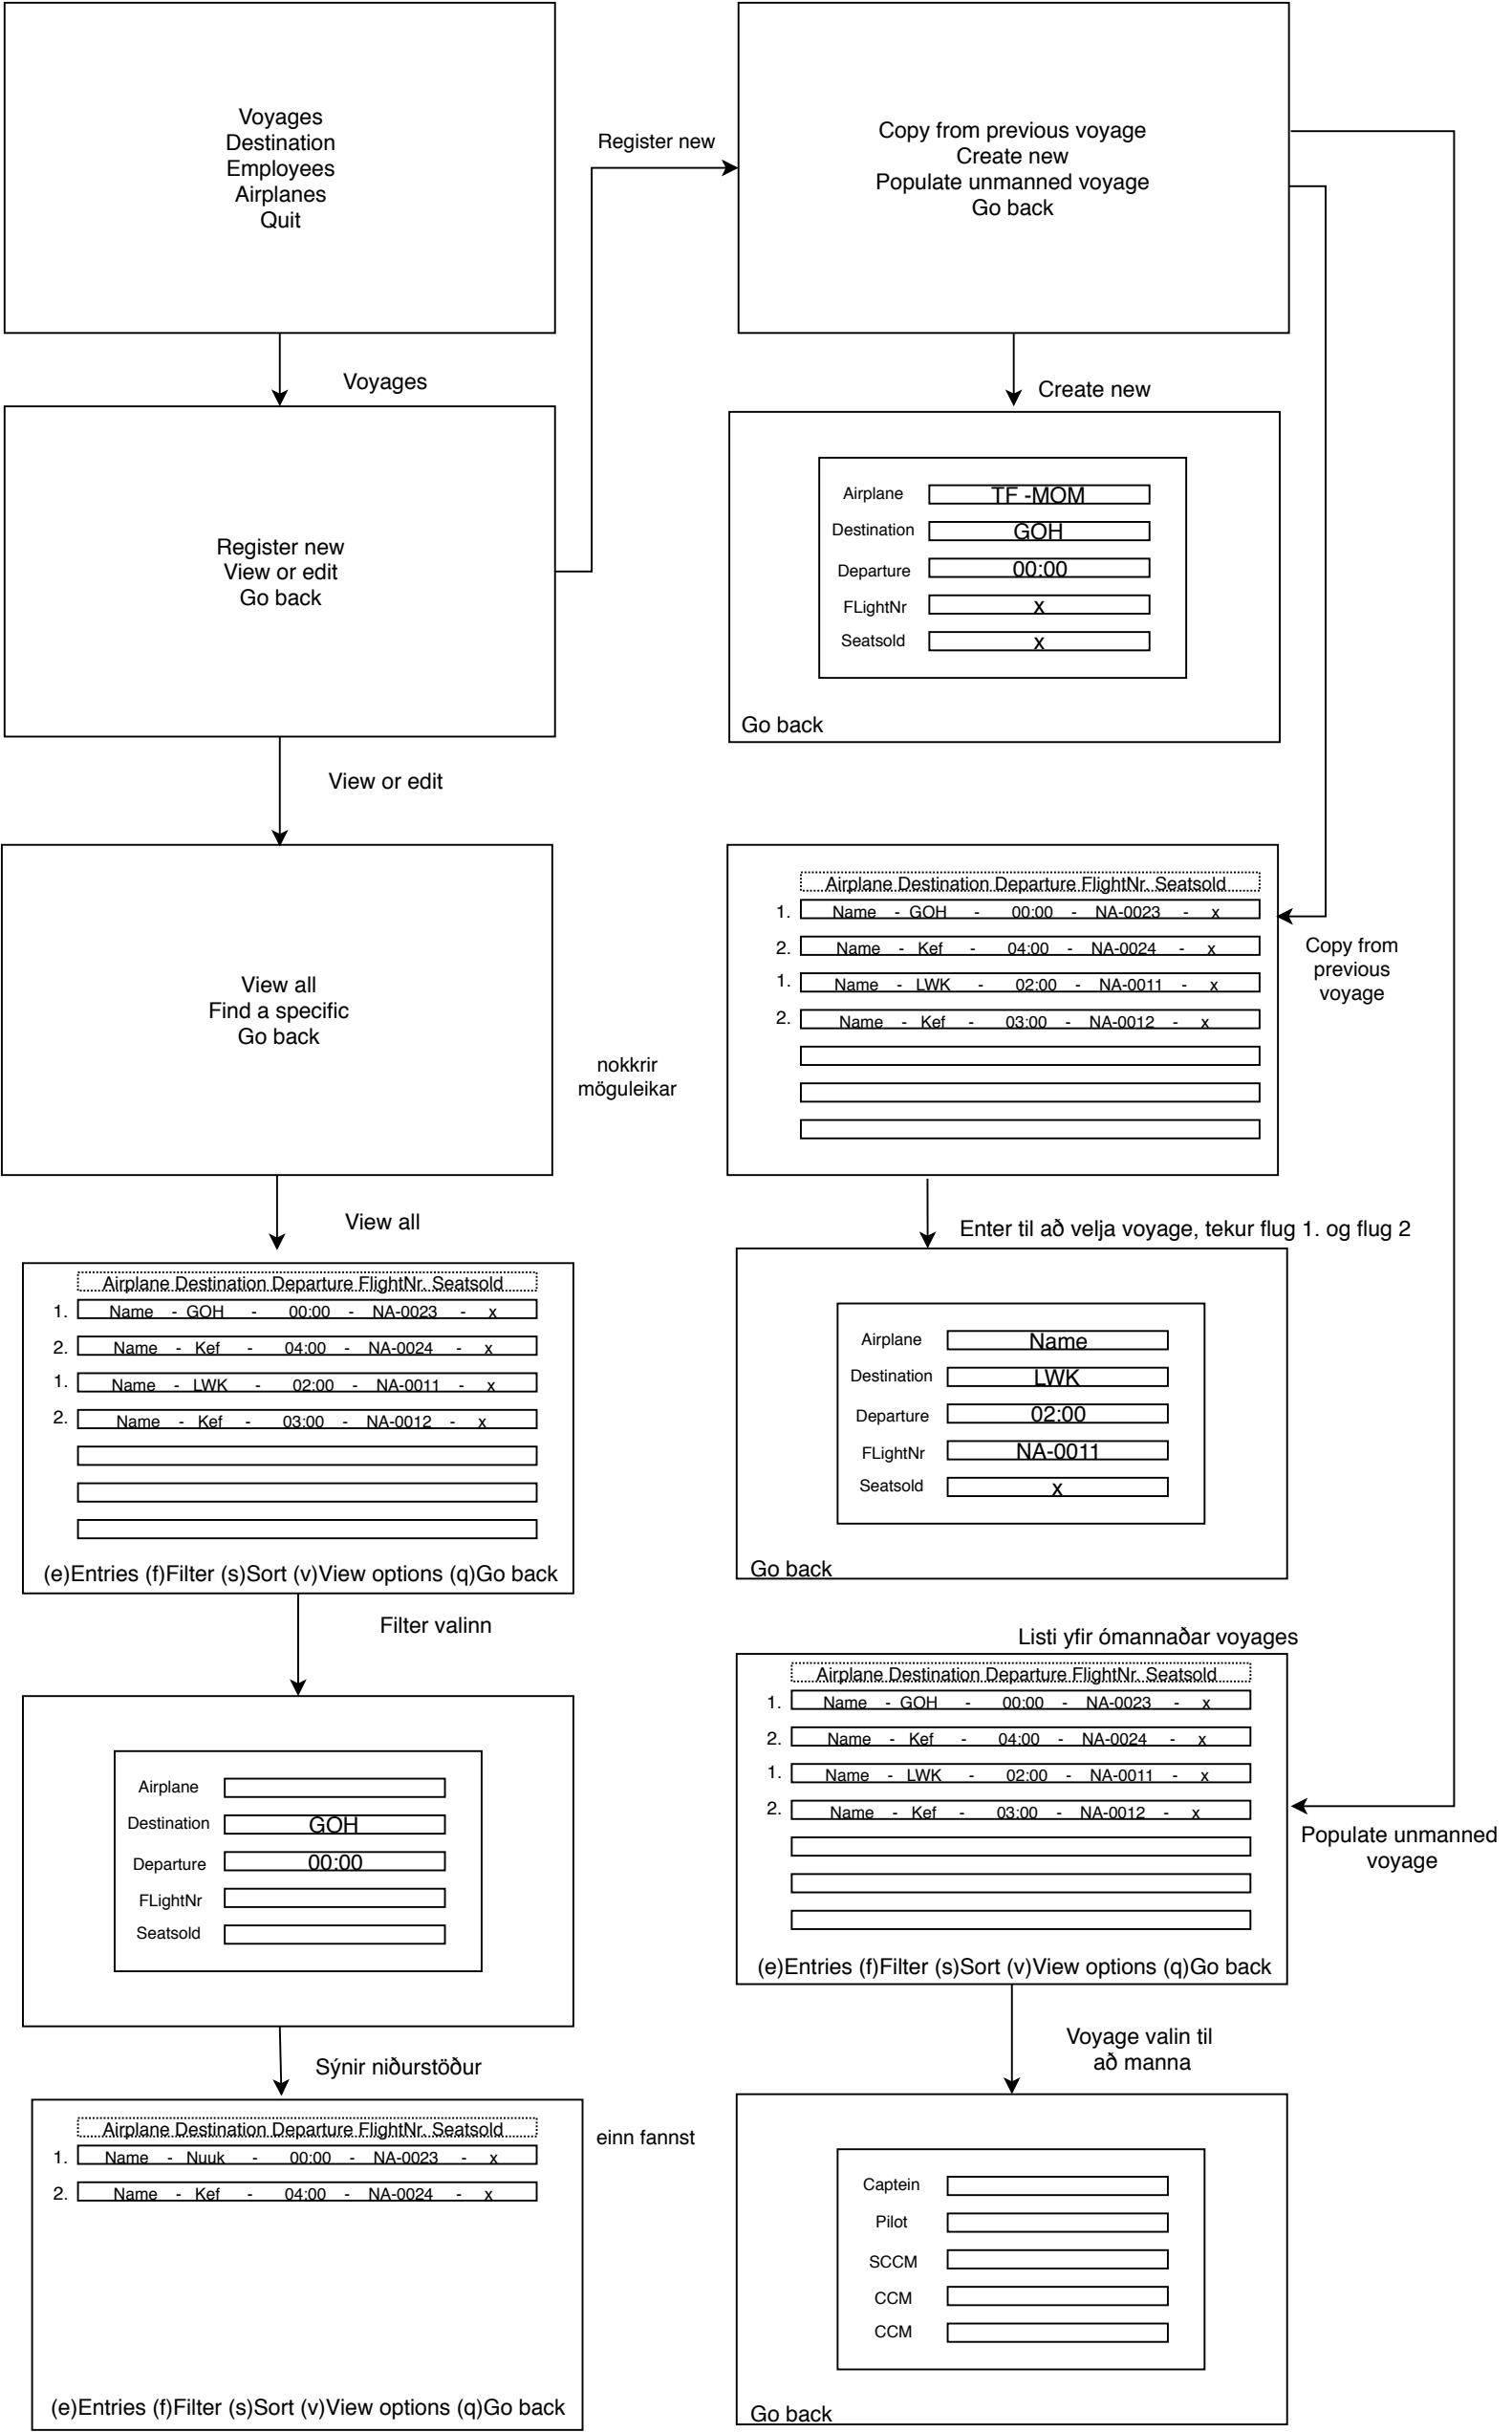 Voyages
Destination
Employees
Airplanes
Quit
Voyages
Register new
View or edit
Go back
Register new
Copy from previous voyage
Create new
Populate unmanned voyage
Go back
Create new
Airplane TF -MOM
Destination GOH
Departure 00:00
FLightNr x
Seatsold x
Go back
View or edit
View all
Find a specific
Go back
nokkrir
möguleikar
Airplane Destination Departure FlightNr. Seatsold
1. Name - GOH - 00:00 - NA-0023 - x
2. Name - Kef - 04:00 - NA-0024 - x
1. Name - LWK - 02:00 - NA-0011 - x
2. Name - Kef - 03:00 - NA-0012 - x
Copy from
previous
voyage
View all
Airplane Destination Departure FlightNr. Seatsold
1. Name - GOH - 00:00 - NA-0023 - x
2. Name - Kef - 04:00 - NA-0024 - x
1. Name - LWK - 02:00 - NA-0011 - x
2. Name - Kef - 03:00 - NA-0012 - x
(e)Entries (f)Filter (s)Sort (v)View options (q)Go back
Enter til að velja voyage, tekur flug 1. og flug 2
Airplane Name
Destination LWK
Departure 02:00
FLightNr NA-0011
Seatsold x
Go back
Filter valinn
Airplane
Destination GOH
Departure 00:00
FLightNr
Seatsold
Listi yfir ómannaðar voyages
Airplane Destination Departure FlightNr. Seatsold
1. Name - GOH - 00:00 - NA-0023 - x
2. Name - Kef - 04:00 - NA-0024 - x
1. Name - LWK - 02:00 - NA-0011 - x
2. Name - Kef - 03:00 - NA-0012 - x
(e)Entries (f)Filter (s)Sort (v)View options (q)Go back
Populate unmanned
voyage
Sýnir niðurstöður
Airplane Destination Departure FlightNr. Seatsold
1. Name - Nuuk - 00:00 - NA-0023 - x
2. Name - Kef - 04:00 - NA-0024 - x
(e)Entries (f)Filter (s)Sort (v)View options (q)Go back
einn fannst
Voyage valin til
að manna
Captein
Pilot
SCCM
CCM
CCM
Go back